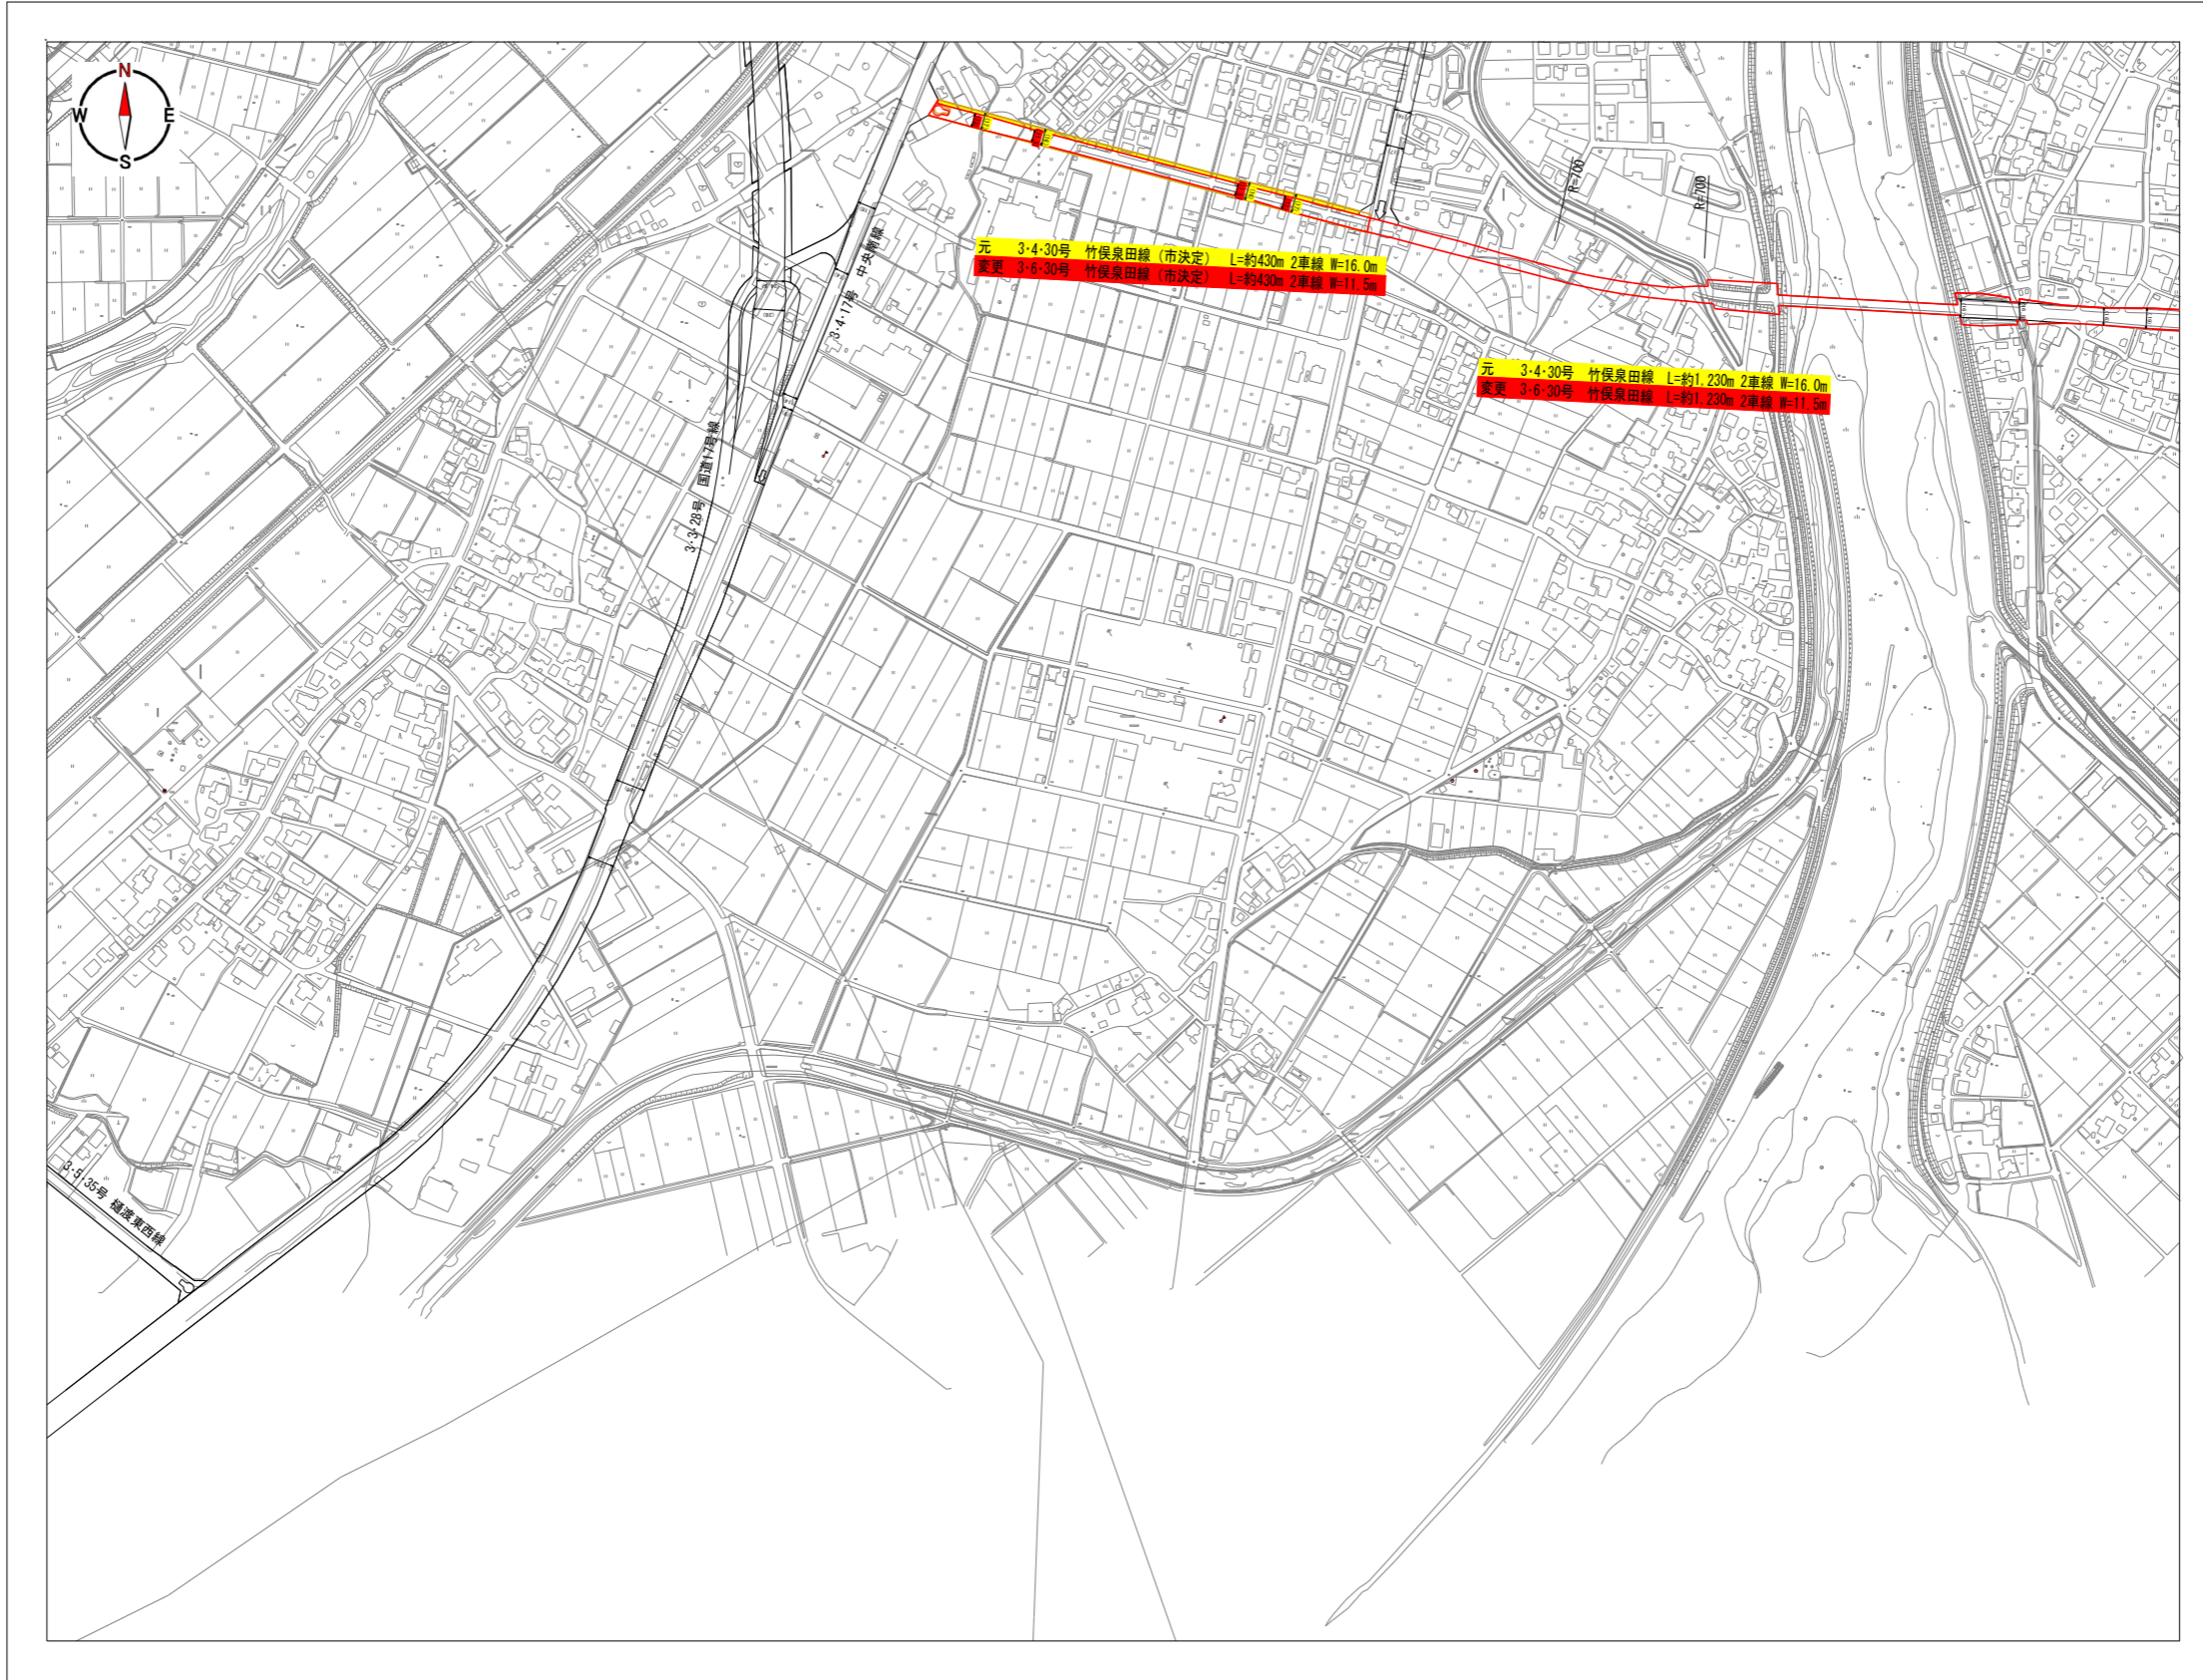 N
W E
S
R=700
R=700
3・4・17号 中央南線
元 3・4・30号 竹俣泉田線（市決定） L=約430m 2車線 W=16.0m
変更 3・6・30号 竹俣泉田線（市決定） L=約430m 2車線 W=11.5m
元 3・4・30号 竹俣泉田線 L=約1,230m 2車線 W=16.0m
変更 3・6・30号 竹俣泉田線 L=約1,230m 2車線 W=11.5m
3・3・28号 国道17号線
3・5・35号 樋渡東西線